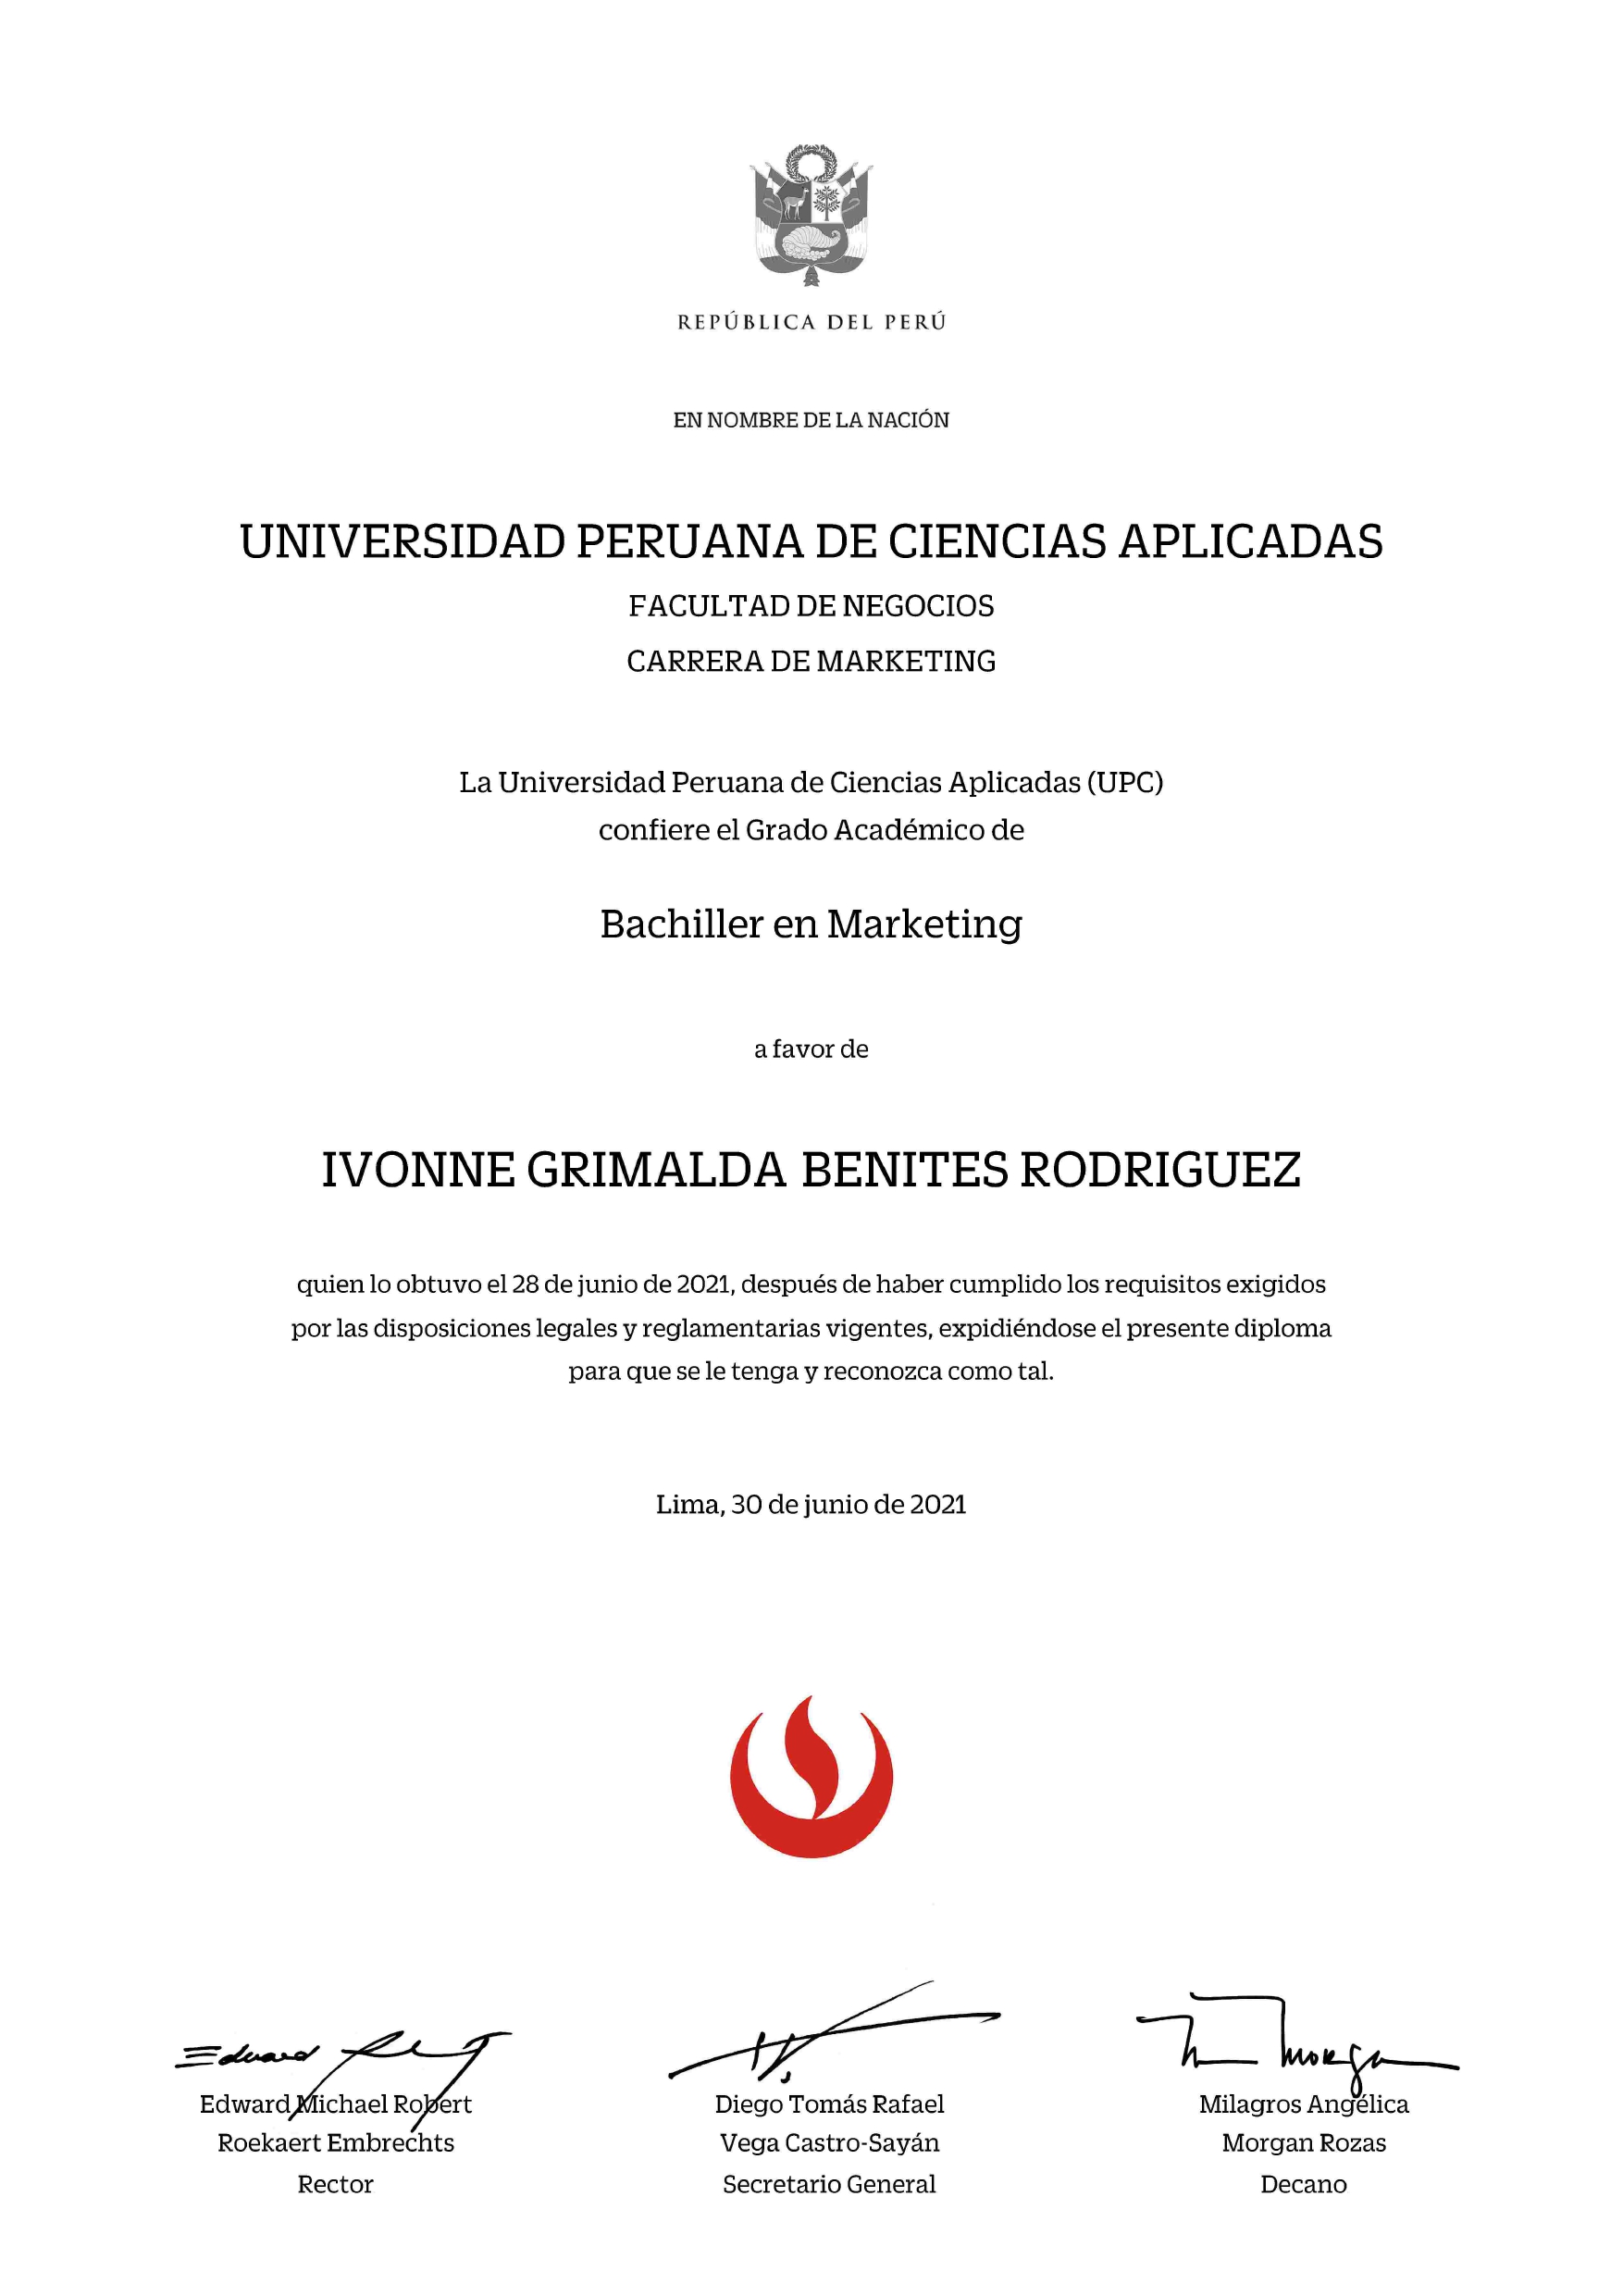 REPÚBLICA DEL PERÚ
EN NOMBRE DE LA NACIÓN
UNIVERSIDAD PERUANA DE CIENCIAS APLICADAS
FACULTAD DE NEGOCIOS
CARRERA DE MARKETING
La Universidad Peruana de Ciencias Aplicadas (UPC)
confiere el Grado Académico de
Bachiller en Marketing
a favor de
IVONNE GRIMALDA BENITES RODRIGUEZ
quien lo obtuvo el 28 de junio de 2021, después de haber cumplido los requisitos exigidos
por las disposiciones legales y reglamentarias vigentes, expidiéndose el presente diploma
para que se le tenga y reconozca como tal.
Lima, 30 de junio de 2021
Edward Michael Robert
Roekaert Embrechts
Rector
Diego Tomás Rafael
Vega Castro-Sayán
Secretario General
Milagros Angélica
Morgan Rozas
Decano